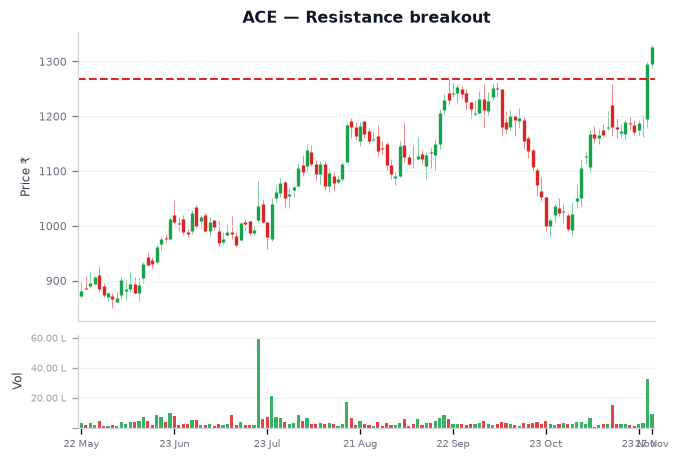 ACE — Resistance breakout
Price ₹
1300
1200
1100
1000
900
Vol
60.00 L
40.00 L
20.00 L
22 May
23 Jun
23 Jul
21 Aug
22 Sep
23 Oct
Nov